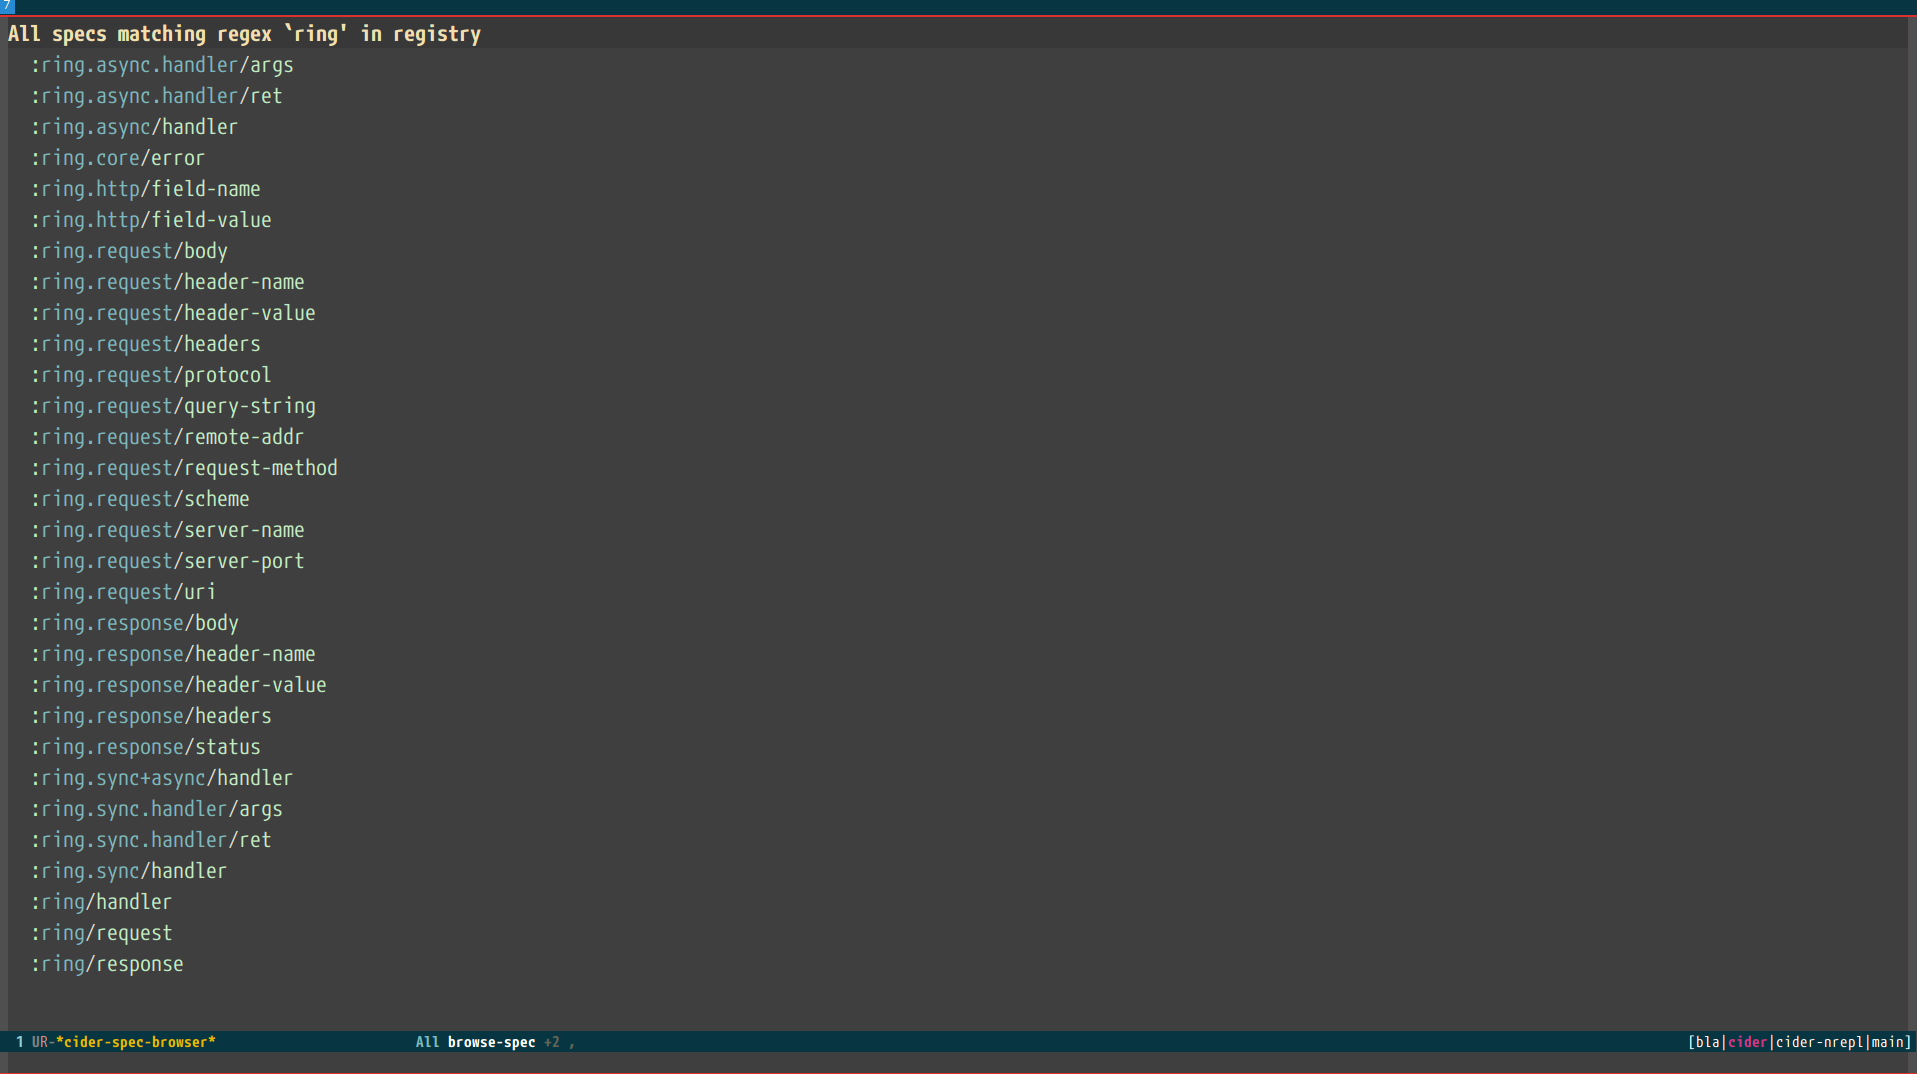 7
All specs matching regex `ring' in registry
:ring.async.handler/args
:ring.async.handler/ret
:ring.async/handler
:ring.core/error
:ring.http/field-name
:ring.http/field-value
:ring.request/body
:ring.request/header-name
:ring.request/header-value
:ring.request/headers
:ring.request/protocol
:ring.request/query-string
:ring.request/remote-addr
:ring.request/request-method
:ring.request/scheme
:ring.request/server-name
:ring.request/server-port
:ring.request/uri
:ring.response/body
:ring.response/header-name
:ring.response/header-value
:ring.response/headers
:ring.response/status
:ring.sync+async/handler
:ring.sync.handler/args
:ring.sync.handler/ret
:ring.sync/handler
:ring/handler
:ring/request
:ring/response
1 UR-*cider-spec-browser* All browse-spec +2 , [bla|cider|cider-nrepl|main]